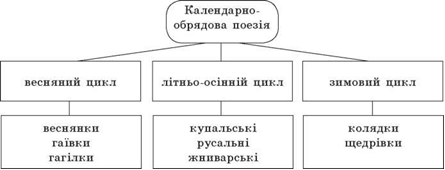 Календарно-
обрядова поезія
весняний цикл
літньо-осінній цикл
зимовий цикл
веснянки
гаївки
гагілки
купальські
русальні
жниварські
колядки
щедрівки